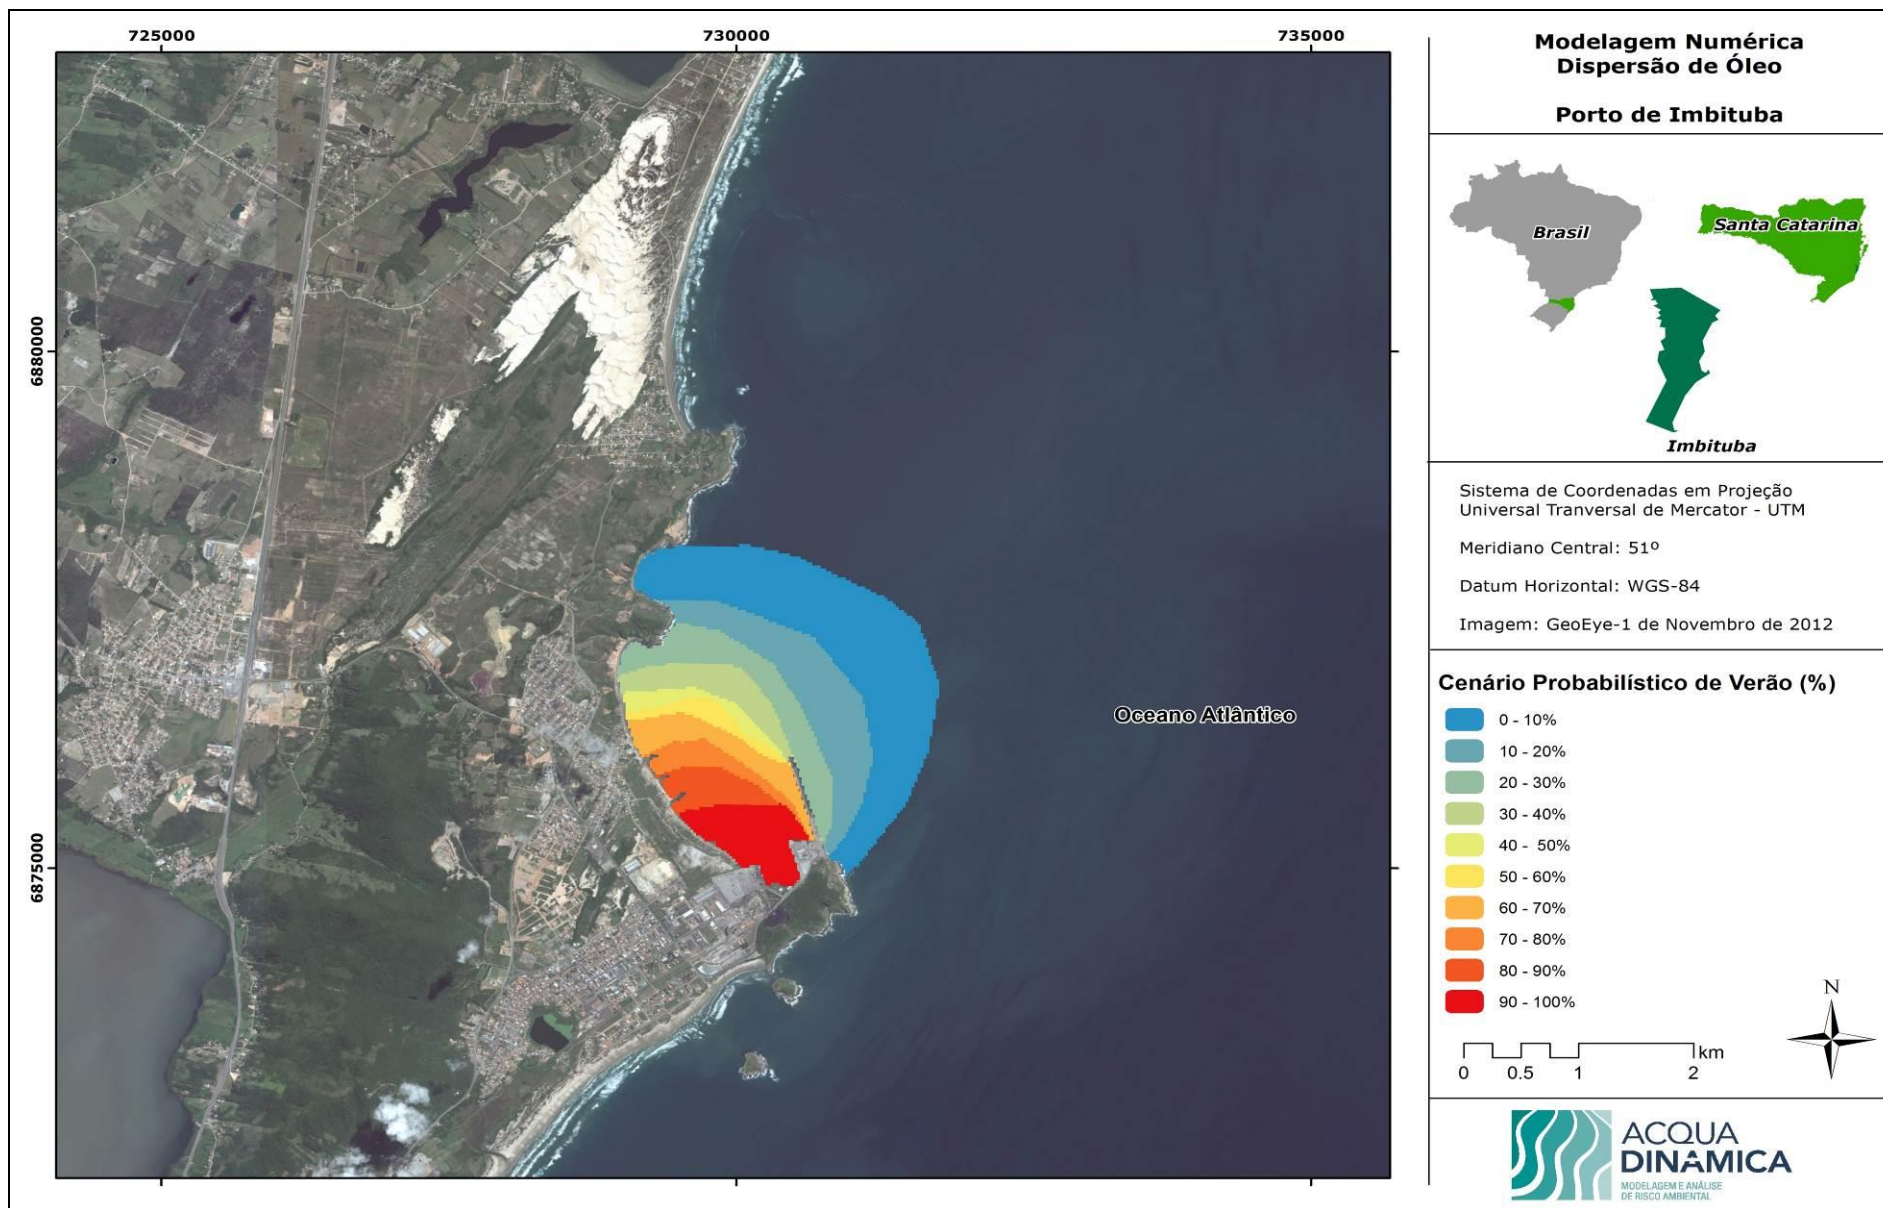 725000
730000
735000
6880000
6875000
Oceano Atlântico
Modelagem Numérica
Dispersão de Óleo
Porto de Imbituba
Brasil
Santa Catarina
Imbituba
Sistema de Coordenadas em Projeção
Universal Tranversal de Mercator - UTM
Meridiano Central: 51º
Datum Horizontal: WGS-84
Imagem: GeoEye-1 de Novembro de 2012
Cenário Probabilístico de Verão (%)
0 - 10%
10 - 20%
20 - 30%
30 - 40%
40 - 50%
50 - 60%
60 - 70%
70 - 80%
80 - 90%
90 - 100%
N
km
0 0.5 1 2
ACQUA
DINÂMICA
MODELAGEM E ANÁLISE
DE RISCO AMBIENTAL